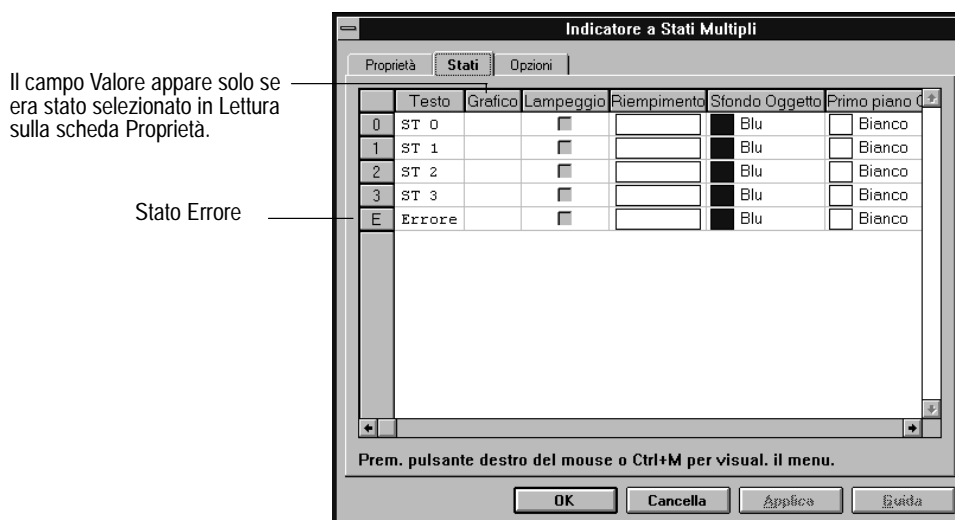 Indicatore a Stati Multipli
Proprietà Stati Opzioni
Il campo Valore appare solo se
era stato selezionato in Lettura
sulla scheda Proprietà.
Testo Grafico Lampeggio Riempimento Sfondo Oggetto Primo piano
0 ST 0 Blu Bianco
1 ST 1 Blu Bianco
2 ST 2 Blu Bianco
3 ST 3 Blu Bianco
Stato Errore
E Errore Blu Bianco
Prem. pulsante destro del mouse o Ctrl+M per visual. il menu.
OK Cancella Applica Guida